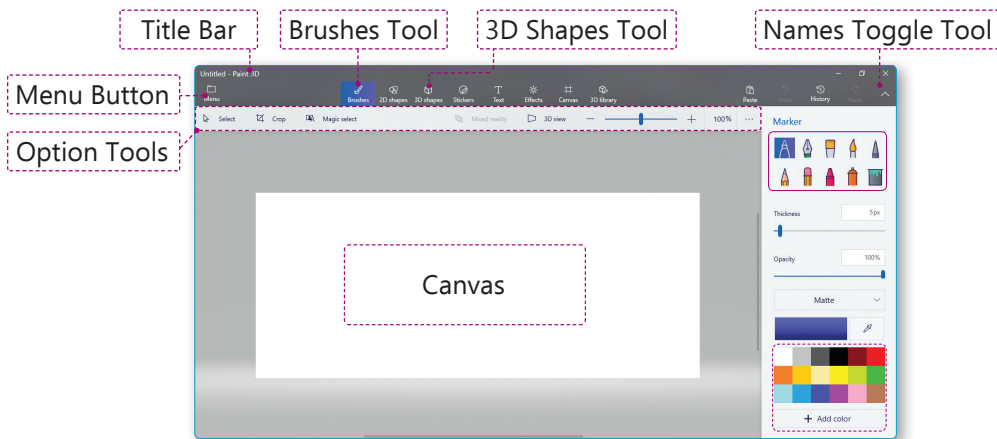 Title Bar
Brushes Tool
3D Shapes Tool
Names Toggle Tool
Menu Button
Option Tools
Untitled - Paint 3D
Menu
Brushes
2D shapes
3D shapes
Stickers
Text
Effects
Canvas
3D library
Paste
Undo
History
Redo
Select
Crop
Magic select
Mixed reality
3D view
100%
Marker
Thickness
5px
Opacity
100%
Matte
Canvas
Add color